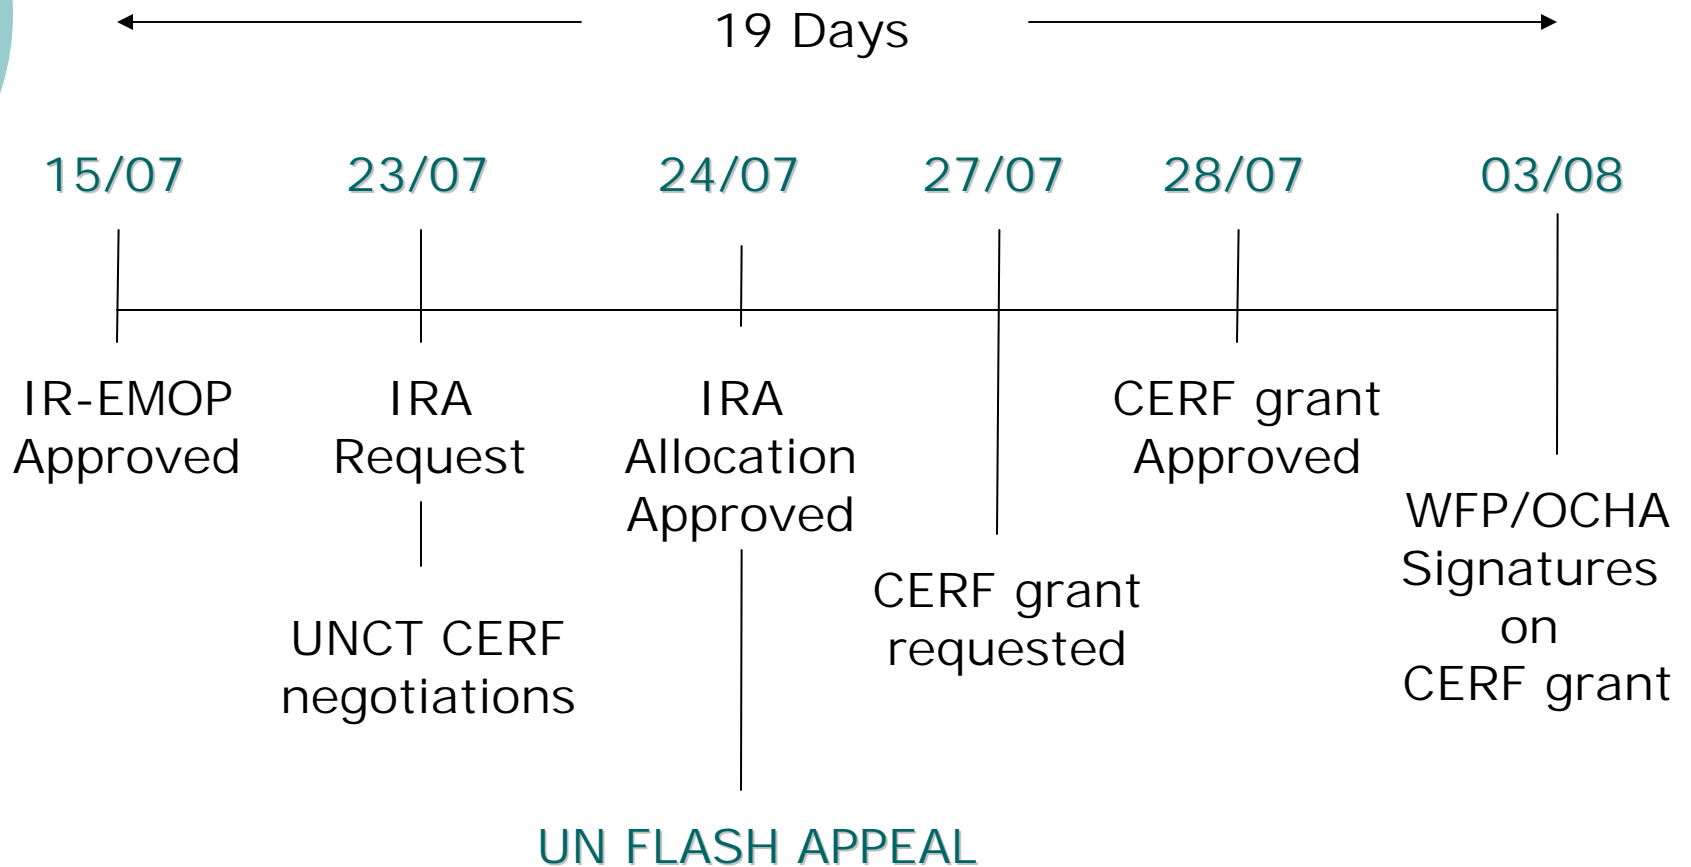 19 Days
15/07 23/07 24/07 27/07 28/07 03/08
IR-EMOP
Approved
IRA
Request
UNCT CERF
negotiations
IRA
Allocation
Approved
UN FLASH APPEAL
CERF grant
requested
CERF grant
Approved
WFP/OCHA
Signatures
on
CERF grant